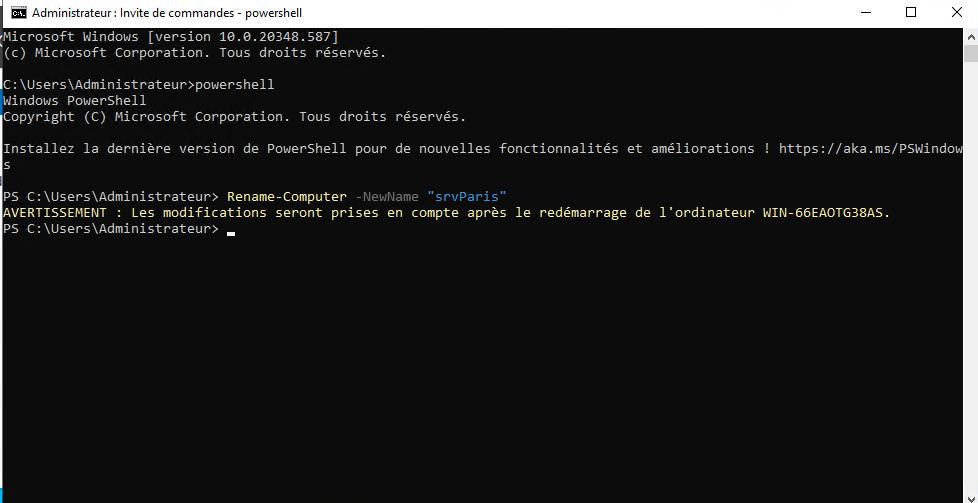 Administrateur : Invite de commandes - powershell
Microsoft Windows [version 10.0.20348.587]
(c) Microsoft Corporation. Tous droits réservés.
C:\Users\Administrateur>powershell
Windows PowerShell
Copyright (C) Microsoft Corporation. Tous droits réservés.
Installez la dernière version de PowerShell pour de nouvelles fonctionnalités et améliorations ! https://aka.ms/PSWindow
s
PS C:\Users\Administrateur> Rename-Computer -NewName "srvParis"
AVERTISSEMENT : Les modifications seront prises en compte après le redémarrage de l'ordinateur WIN-66EAOTG38AS.
PS C:\Users\Administrateur>